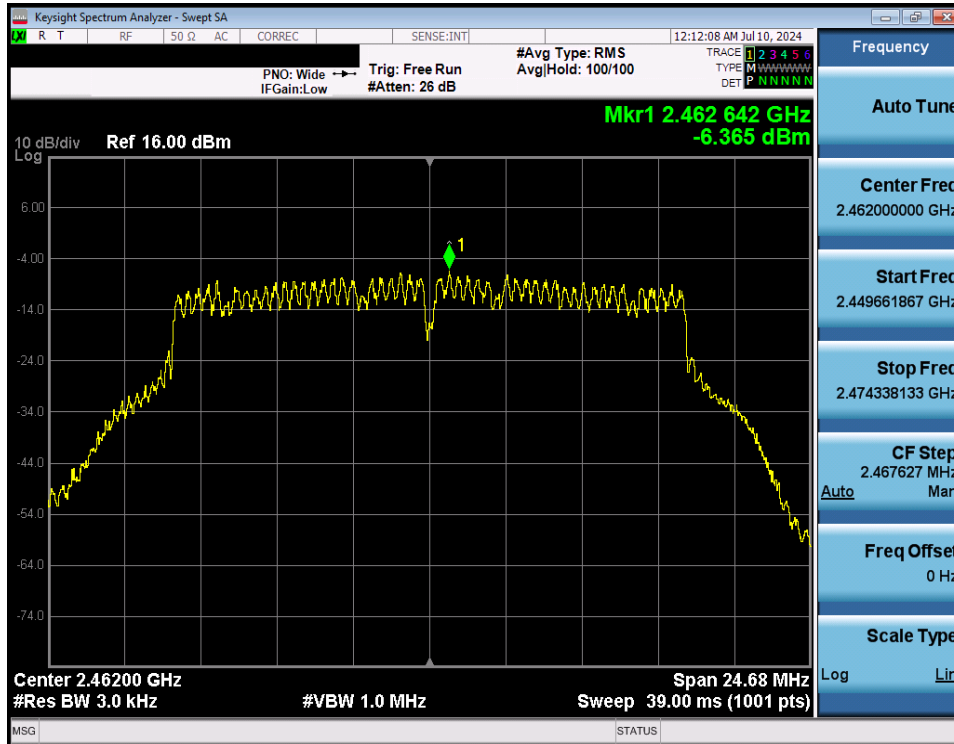 Keysight Spectrum Analyzer - Swept SA
LXI R T RF 50 Ω AC CORREC SENSE:INT 12:12:08 AM Jul 10, 2024
PNO: Wide Trig: Free Run #Avg Type: RMS TRACE 1 2 3 4 5 6
IFGain:Low #Atten: 26 dB Avg|Hold: 100/100 TYPE M W W W W W
DET P N N N N N
Mkr1 2.462 642 GHz
-6.365 dBm
10 dB/div Ref 16.00 dBm
Log
1
6.00
-4.00
-14.0
-24.0
-34.0
-44.0
-54.0
-64.0
-74.0
Center 2.46200 GHz Span 24.68 MHz
#Res BW 3.0 kHz #VBW 1.0 MHz Sweep 39.00 ms (1001 pts)
MSG STATUS
Frequency
Auto Tune
Center Freq
2.462000000 GHz
Start Freq
2.449661867 GHz
Stop Freq
2.474338133 GHz
CF Step
2.467627 MHz
Auto Man
Freq Offset
0 Hz
Scale Type
Log Lin